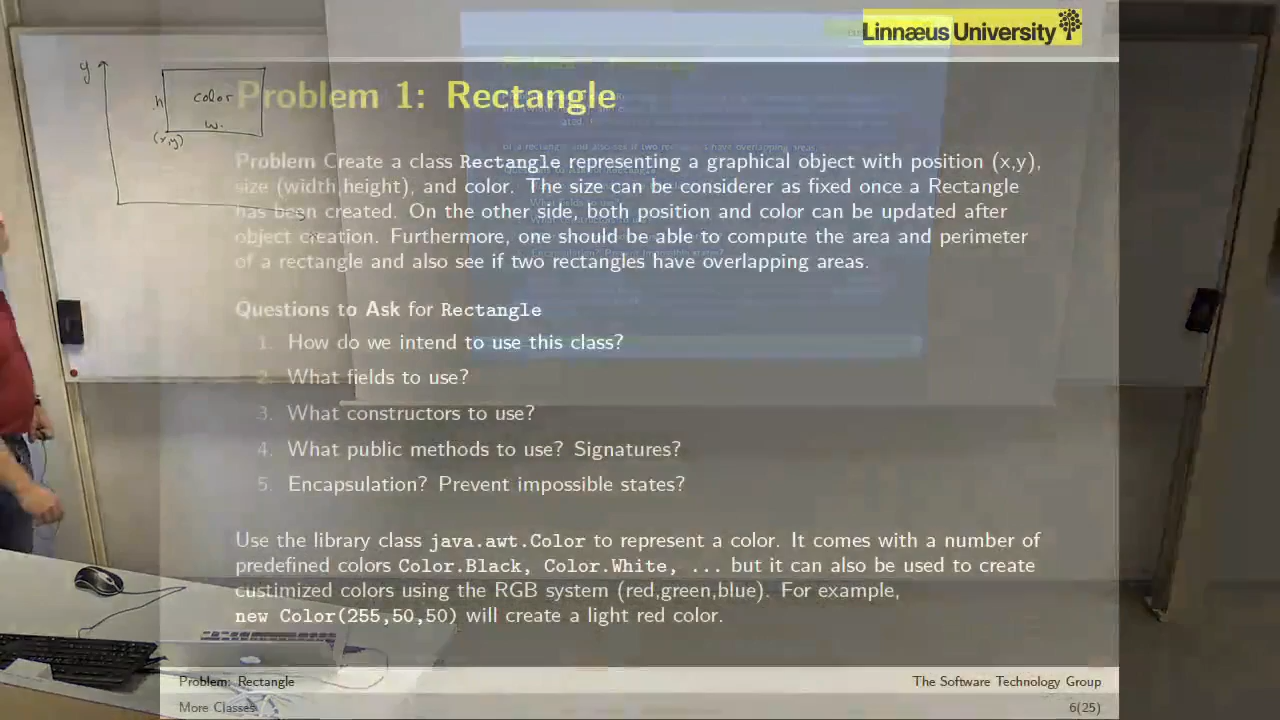 Linnæus University
y
h
color
w.
(x,y)
Problem 1: Rectangle
Problem Create a class Rectangle representing a graphical object with position (x,y),
size (width,height), and color. The size can be considerer as fixed once a Rectangle
has been created. On the other side, both position and color can be updated after
object creation. Furthermore, one should be able to compute the area and perimeter
of a rectangle and also see if two rectangles have overlapping areas.
Questions to Ask for Rectangle
1. How do we intend to use this class?
2. What fields to use?
3. What constructors to use?
4. What public methods to use? Signatures?
5. Encapsulation? Prevent impossible states?
Use the library class java.awt.Color to represent a color. It comes with a number of
predefined colors Color.Black, Color.White, ... but it can also be used to create
custimized colors using the RGB system (red,green,blue). For example,
new Color(255,50,50) will create a light red color.
Problem: Rectangle
The Software Technology Group
More Classes
6(25)